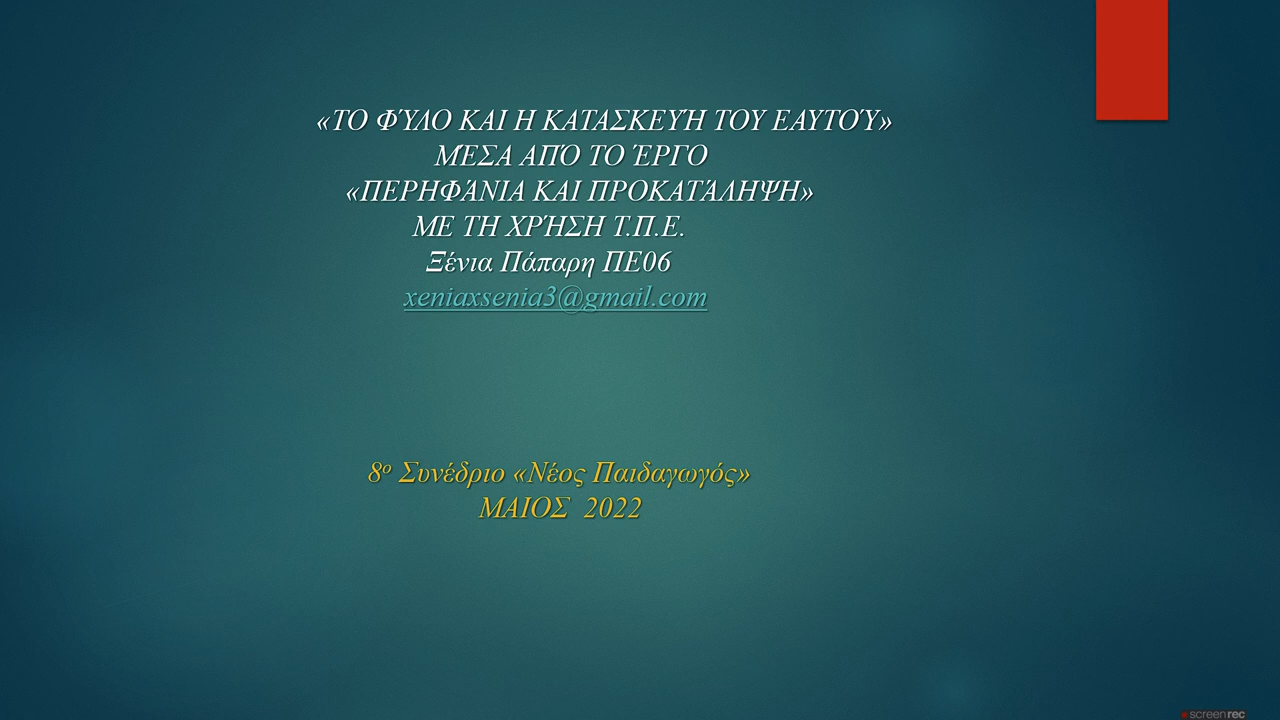 «ΤΟ ΦΎΛΟ ΚΑΙ Η ΚΑΤΑΣΚΕΥΉ ΤΟΥ ΕΑΥΤΟΎ»
ΜΈΣΑ ΑΠΌ ΤΟ ΈΡΓΟ
«ΠΕΡΗΦΆΝΙΑ ΚΑΙ ΠΡΟΚΑΤΆΛΗΨΗ»
ΜΕ ΤΗ ΧΡΉΣΗ Τ.Π.Ε.
Ξένια Πάπαρη ΠΕ06
xeniaxsenia3@gmail.com
8ο Συνέδριο «Νέος Παιδαγωγός»
ΜΑΙΟΣ 2022
screenrec